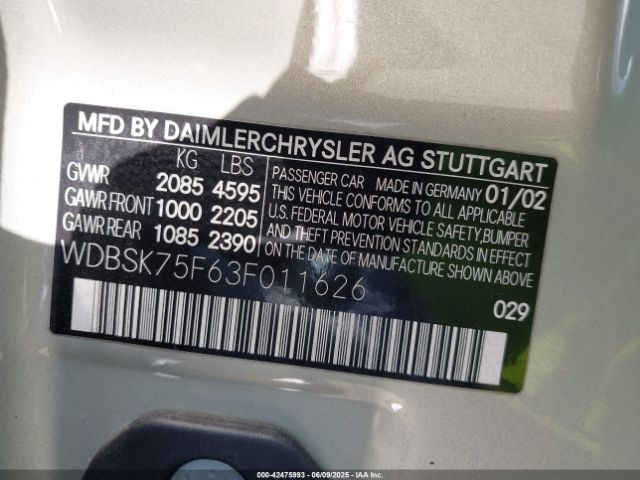 MFD BY DAIMLERCHRYSLER AG STUTTGART
KG LBS
GVWR 2085 4595
GAWR FRONT 1000 2205
GAWR REAR 1085 2390
PASSENGER CAR MADE IN GERMANY 01/02
THIS VEHICLE CONFORMS TO ALL APPLICABLE
U.S. FEDERAL MOTOR VEHICLE SAFETY, BUMPER
AND THEFT PREVENTION STANDARDS IN EFFECT
ON THE DATE OF MANUFACTURE SHOWN ABOVE.
WDBSK75F63F011626
029
© Copart 42475993 | 06/09/2025 | IAA Inc.